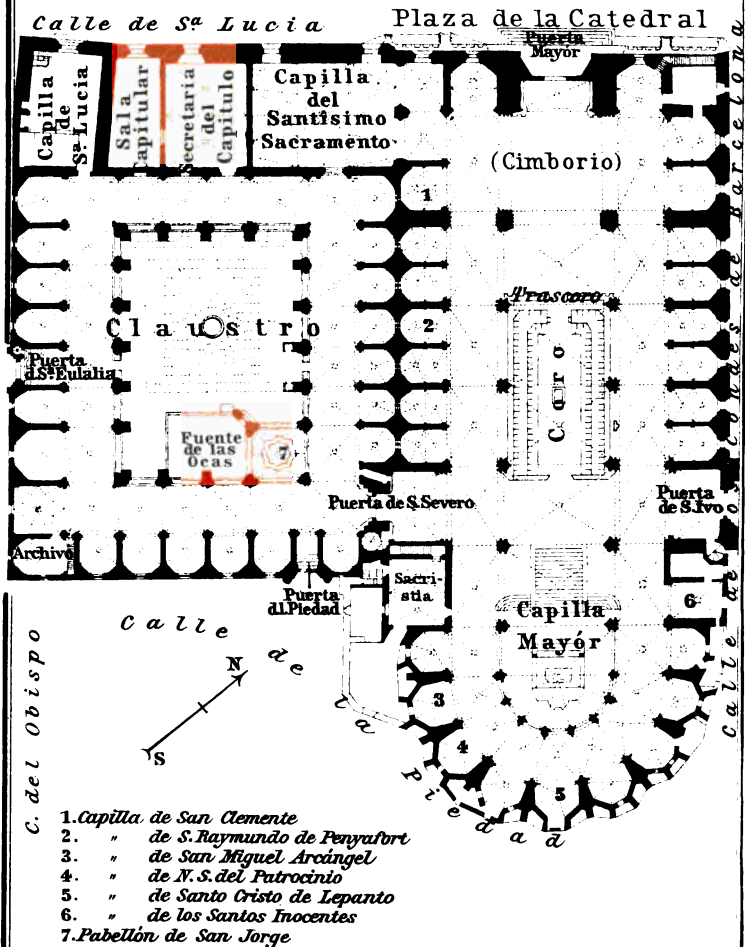 Calle de Sª Lucia
Plaza de la Catedral
Puerta
Mayór
Capilla
de
Sª Lucia
Sala
Capitular
Secretaria
del
Capitulo
Capilla
del
Santisimo
Sacramento
(Cimborio)
1
Trascoro
Claustro
2
Coro
Puerta
d.Sª Eulalia
Fuente
de las
Ocas
7
Puerta de S. Severo
Puerta
de S. Ivo
Archivo
Sacri-
stia
Puerta
d.l. Piedad
Capilla
Mayór
6
Calle de la Piedad
N
S
3
4
5
C. del Obispo
Calle de los Condes de Barcelona
1. Capilla de San Clemente
2. " de S. Raymundo de Penyafort
3. " de San Miguel Arcángel
4. " de N. S. del Patrocinio
5. " de Santo Cristo de Lepanto
6. " de los Santos Inocentes
7. Pabellón de San Jorge